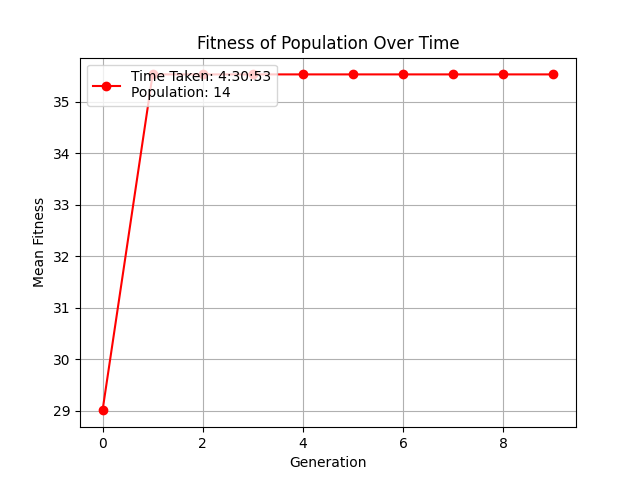 Fitness of Population Over Time
Time Taken: 4:30:53
Population: 14
35
34
33
32
31
30
29
Mean Fitness
0 2 4 6 8
Generation